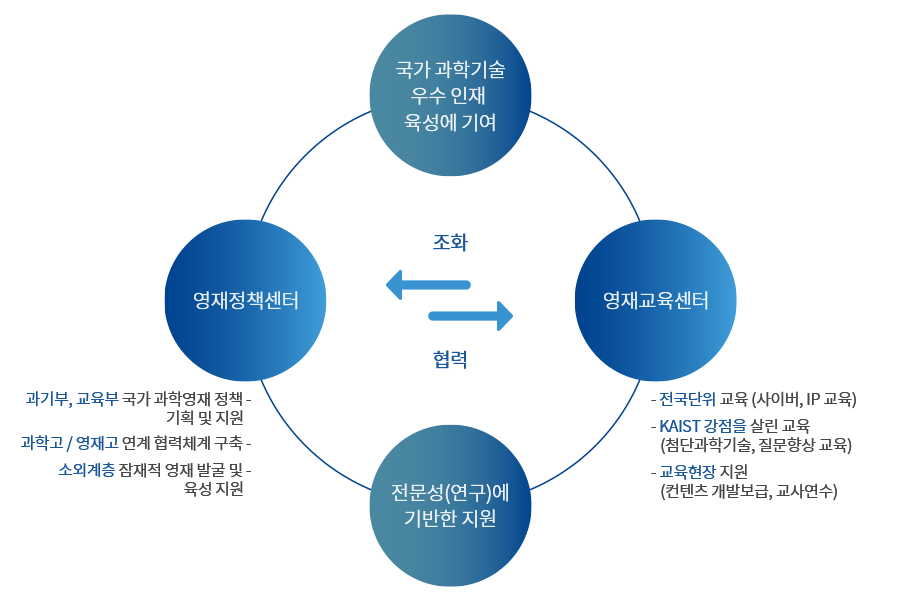 국가 과학기술
우수 인재
육성에 기여
조화
영재정책센터
영재교육센터
협력
과기부, 교육부 국가 과학영재 정책 -
기획 및 지원
과학고 / 영재고 연계 협력체계 구축 -
소외계층 잠재적 영재 발굴 및 -
육성 지원
- 전국단위 교육 (사이버, IP 교육)
- KAIST 강점을 살린 교육
(첨단과학기술, 질문향상 교육)
- 교육현장 지원
(컨텐츠 개발보급, 교사연수)
전문성(연구)에
기반한 지원